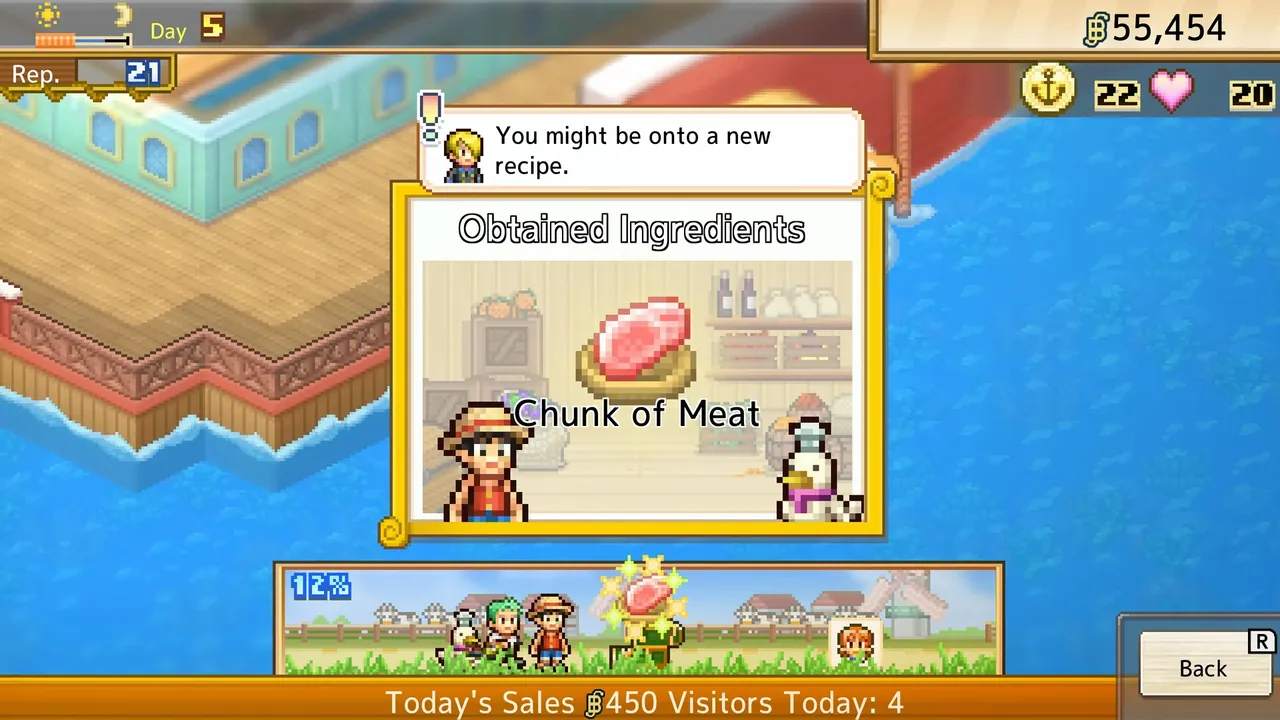 Day 5
฿55,454
Rep. 21
22
20
You might be onto a new
recipe.
Obtained Ingredients
Chunk of Meat
12%
R
Back
Today's Sales ฿450 Visitors Today: 4